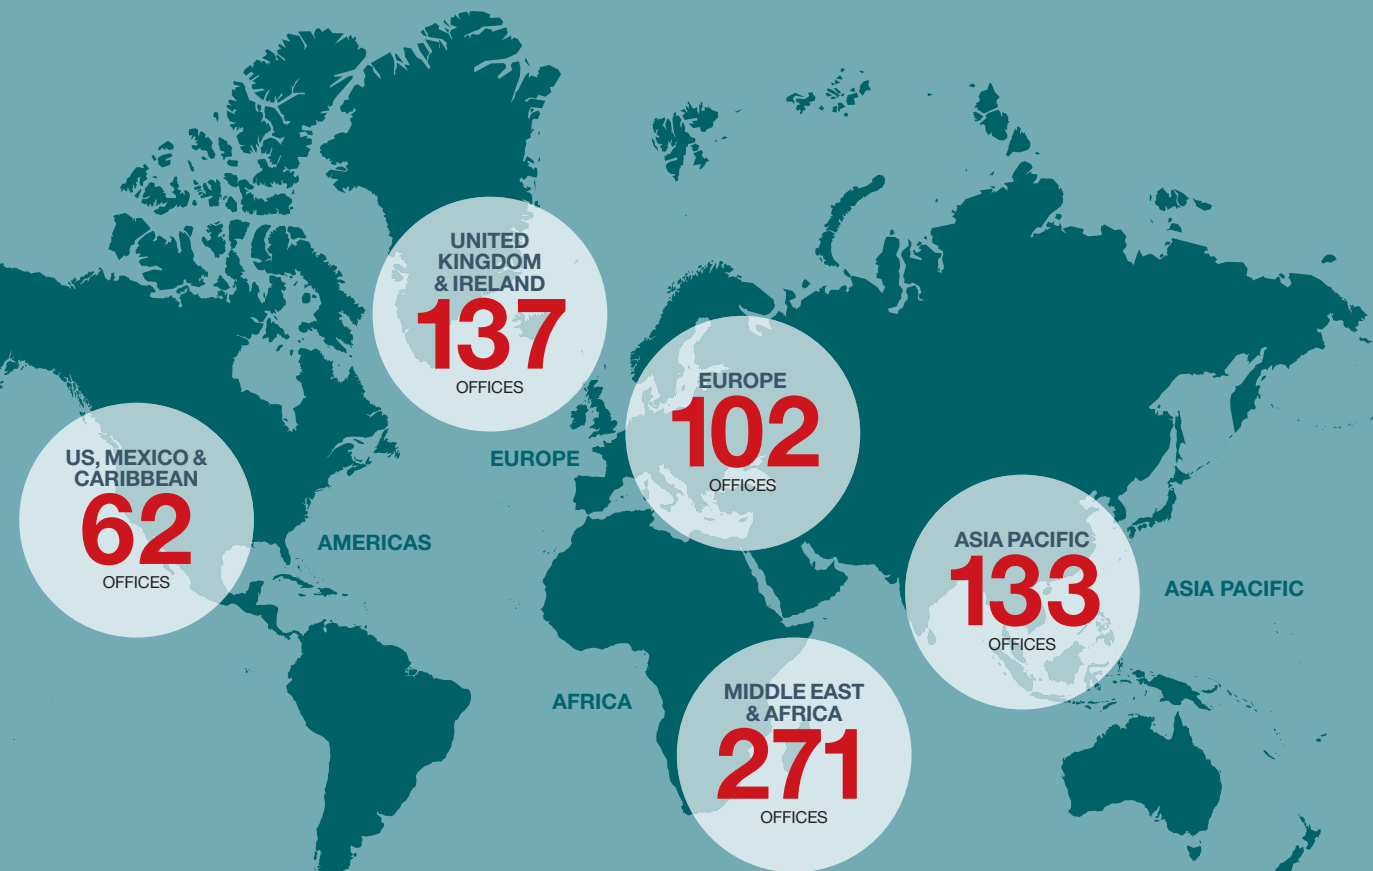 UNITED
KINGDOM
& IRELAND
137
OFFICES
EUROPE
102
OFFICES
EUROPE
US, MEXICO &
CARIBBEAN
62
OFFICES
AMERICAS
ASIA PACIFIC
133
OFFICES
ASIA PACIFIC
AFRICA
MIDDLE EAST
& AFRICA
271
OFFICES